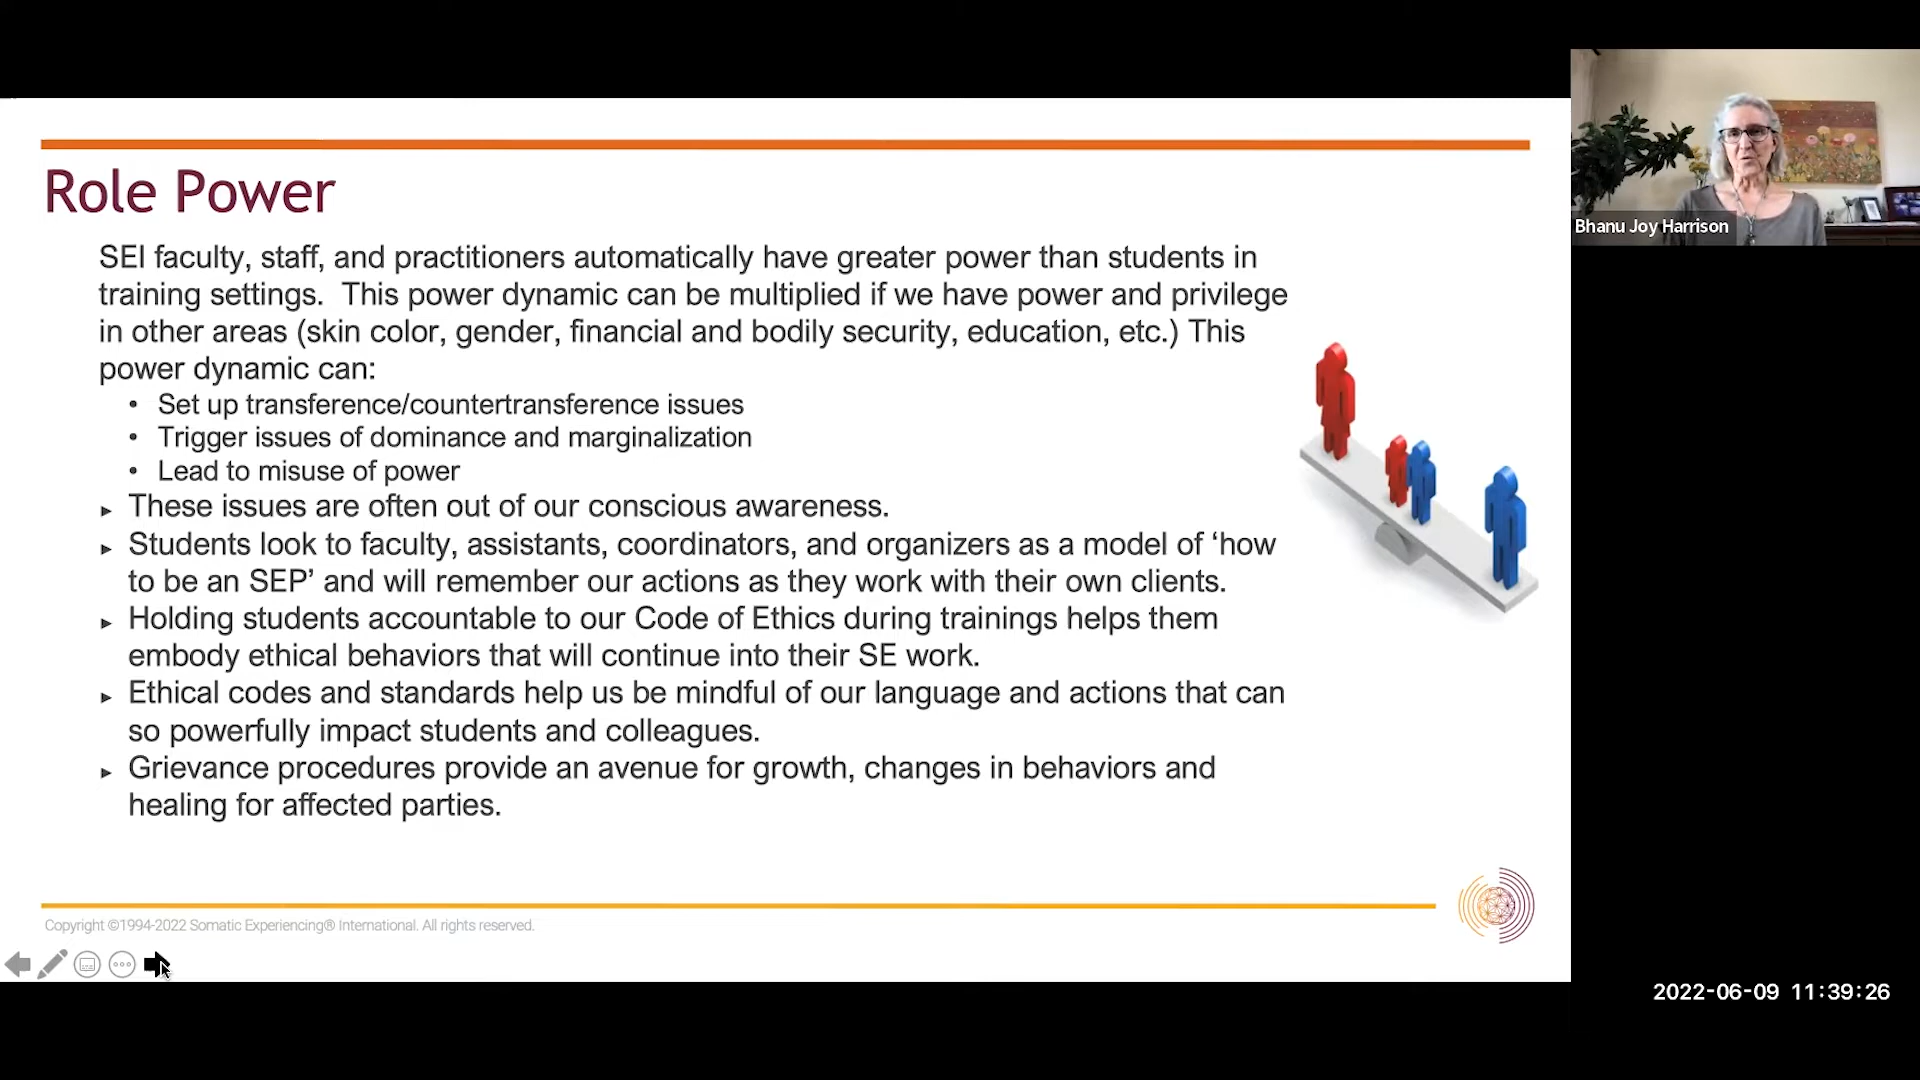 Role Power
SEI faculty, staff, and practitioners automatically have greater power than students in
training settings.  This power dynamic can be multiplied if we have power and privilege
in other areas (skin color, gender, financial and bodily security, education, etc.) This
power dynamic can:
• Set up transference/countertransference issues
• Trigger issues of dominance and marginalization
• Lead to misuse of power
▸ These issues are often out of our conscious awareness.
▸ Students look to faculty, assistants, coordinators, and organizers as a model of ‘how
to be an SEP’ and will remember our actions as they work with their own clients.
▸ Holding students accountable to our Code of Ethics during trainings helps them
embody ethical behaviors that will continue into their SE work.
▸ Ethical codes and standards help us be mindful of our language and actions that can
so powerfully impact students and colleagues.
▸ Grievance procedures provide an avenue for growth, changes in behaviors and
healing for affected parties.
Copyright ©1994-2022 Somatic Experiencing® International. All rights reserved.
Bhanu Joy Harrison
2022-06-09 11:39:26